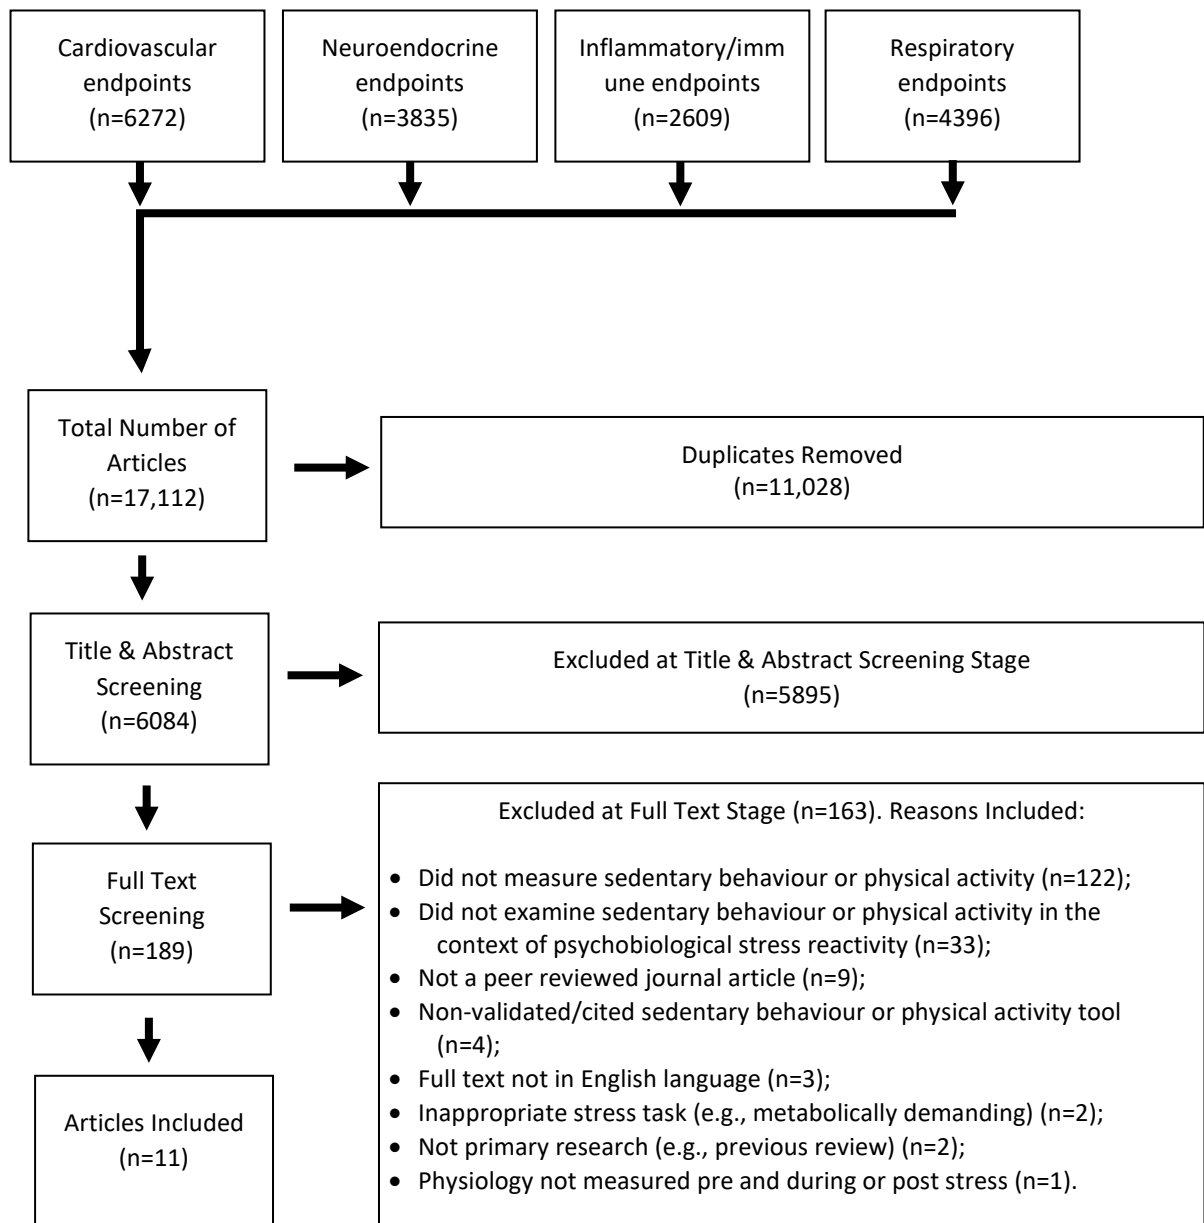 Cardiovascular
endpoints
(n=6272)
Neuroendocrine
endpoints
(n=3835)
Inflammatory/imm
une endpoints
(n=2609)
Respiratory
endpoints
(n=4396)
Total Number of
Articles
(n=17,112)
Duplicates Removed
(n=11,028)
Title & Abstract
Screening
(n=6084)
Excluded at Title & Abstract Screening Stage
(n=5895)
Full Text
Screening
(n=189)
Excluded at Full Text Stage (n=163). Reasons Included:
• Did not measure sedentary behaviour or physical activity (n=122);
• Did not examine sedentary behaviour or physical activity in the
context of psychobiological stress reactivity (n=33);
• Not a peer reviewed journal article (n=9);
• Non-validated/cited sedentary behaviour or physical activity tool
(n=4);
• Full text not in English language (n=3);
• Inappropriate stress task (e.g., metabolically demanding) (n=2);
• Not primary research (e.g., previous review) (n=2);
• Physiology not measured pre and during or post stress (n=1).
Articles Included
(n=11)